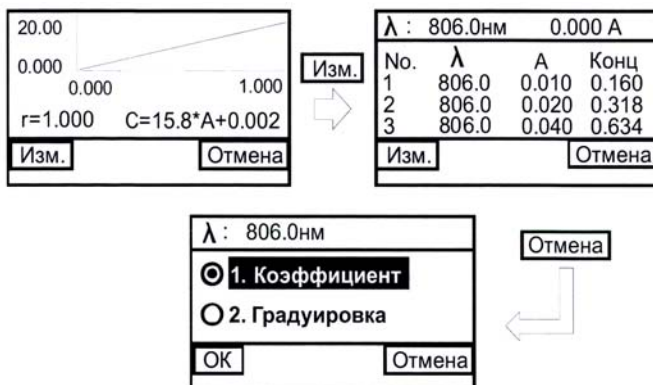 20.00
0.000
0.000 1.000
r=1.000 C=15.8*A+0.002
Изм. Отмена
Изм.
λ : 806.0нм 0.000 A
No. λ A Конц
1 806.0 0.010 0.160
2 806.0 0.020 0.318
3 806.0 0.040 0.634
Изм. Отмена
Отмена
λ : 806.0нм
1. Коэффициент
2. Градуировка
ОК Отмена